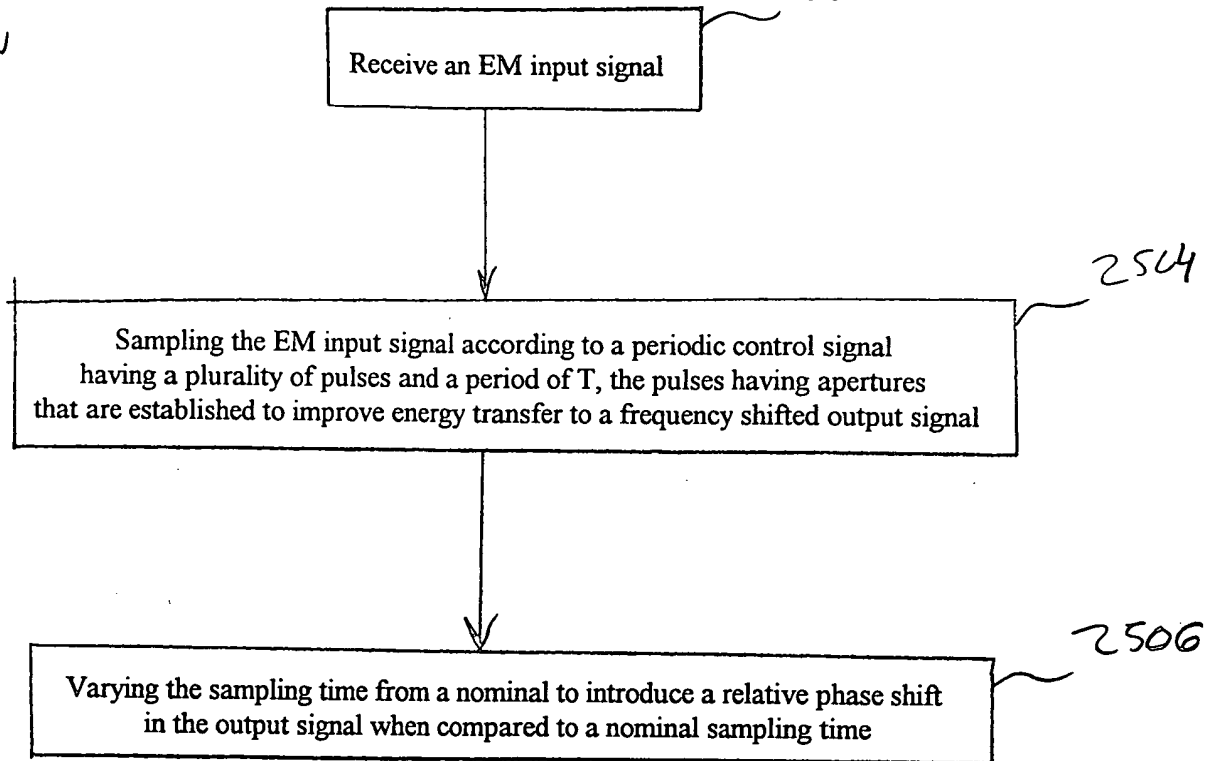 Receive an EM input signal
2504
Sampling the EM input signal according to a periodic control signal
having a plurality of pulses and a period of T, the pulses having apertures
that are established to improve energy transfer to a frequency shifted output signal
2506
Varying the sampling time from a nominal to introduce a relative phase shift
in the output signal when compared to a nominal sampling time